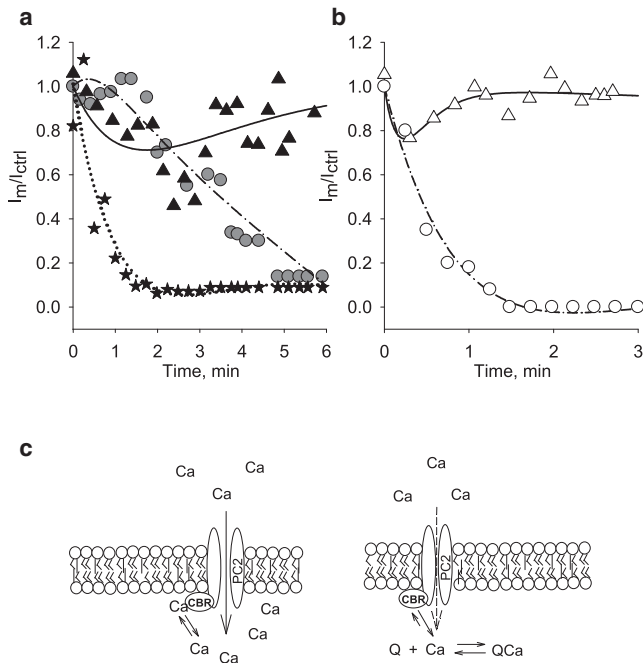 a
b
1.2
1.0
0.8
0.6
0.4
0.2
0.0
Im/Ictrl
0 1 2 3 4 5 6
Time, min
1.2
1.0
0.8
0.6
0.4
0.2
0.0
Im/Ictrl
0 1 2 3
Time, min
c
Ca Ca
Ca
PC2
CBR
Ca Ca
Ca
Ca Ca
Ca
Ca Ca
PC2
CBR
Q + Ca QCa